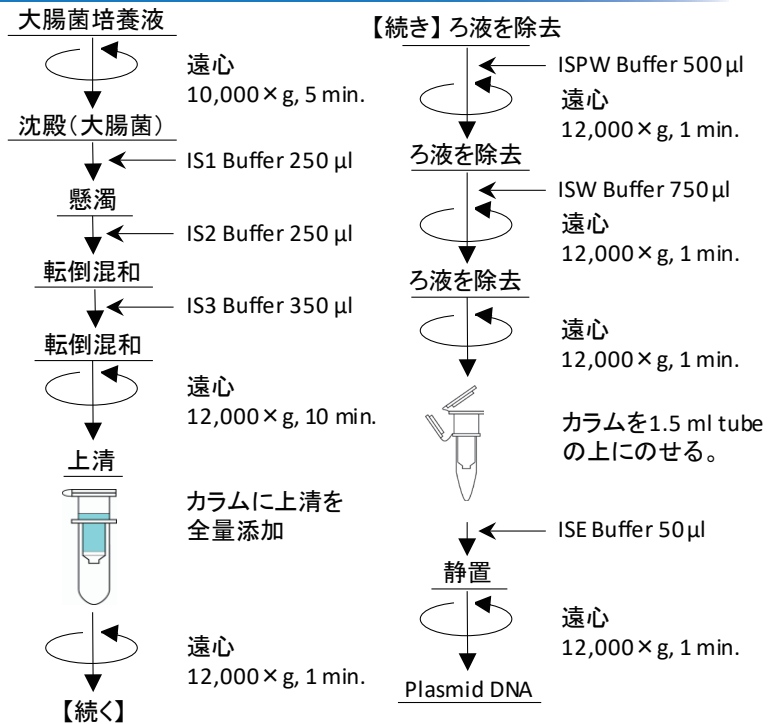 大腸菌培養液
遠心
10,000×g, 5 min.
沈殿(大腸菌)
IS1 Buffer 250 µl
懸濁
IS2 Buffer 250 µl
転倒混和
IS3 Buffer 350 µl
転倒混和
遠心
12,000×g, 10 min.
上清
カラムに上清を
全量添加
遠心
12,000×g, 1 min.
【続く】
【続き】ろ液を除去
ISPW Buffer 500 µl
遠心
12,000×g, 1 min.
ろ液を除去
ISW Buffer 750 µl
遠心
12,000×g, 1 min.
ろ液を除去
遠心
12,000×g, 1 min.
カラムを1.5 ml tube
の上にのせる。
ISE Buffer 50 µl
静置
遠心
12,000×g, 1 min.
Plasmid DNA